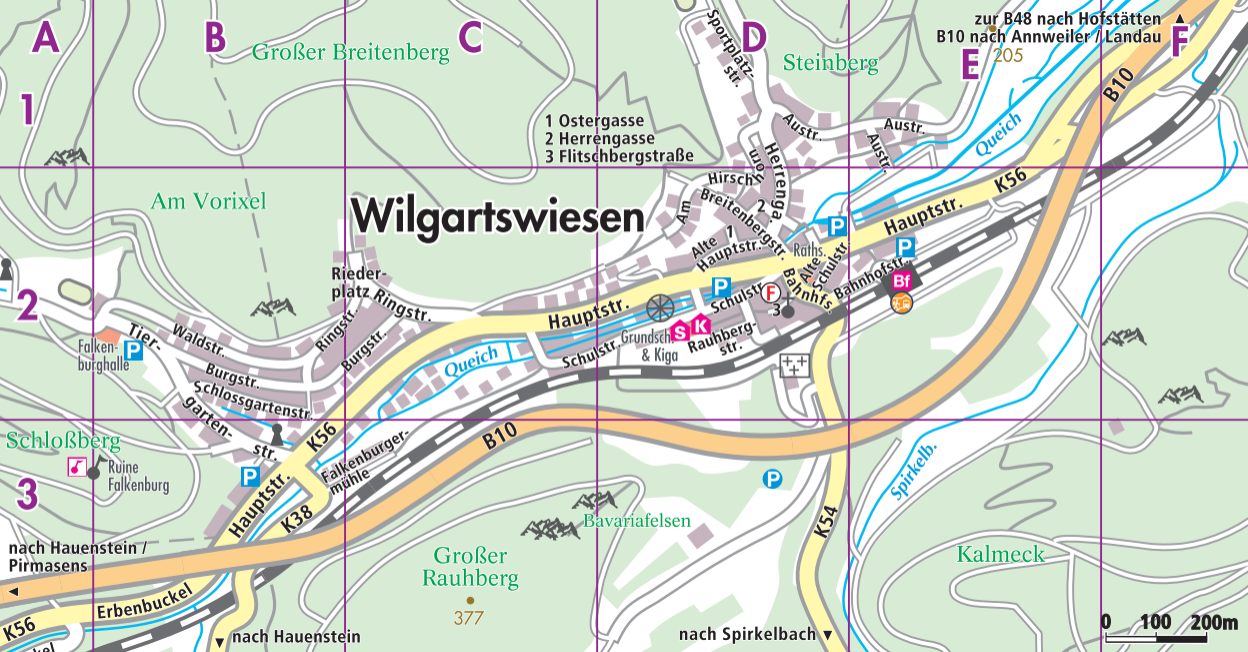 A
B
C
D
E
F
1
2
3
zur B48 nach Hofstätten
B10 nach Annweiler / Landau
205
Großer Breitenberg
Steinberg
Sportplatz-
str.
B10
1 Ostergasse
2 Herrengasse
3 Flitschbergstraße
Austr.
Austr.
Austr.
Queich
K56
Hauptstr.
Am Vorixel
Wilgartswiesen
Hirsch
Horn
Herrenga
Am
Breitenbergstr.
2
1
Alte
Hauptstr.
Raths.
Alte
Schulstr.
P
P
Bahnhofstr.
Bf
Bahnhfs.
Rieder-
platz
Ringstr.
Ringstr.
Burgstr.
Hauptstr.
P
Schulstr.
F
3
Grundsch.
& Kiga
S
K
Rauhberg-
str.
Schulstr.
Queich
Tier-
garten-
str.
Waldstr.
Burgstr.
Schlossgartenstr.
Falken-
burghalle
P
Schloßberg
Ruine
Falkenburg
P
K56
Hauptstr.
K38
Falkenburger-
mühle
B10
P
Spirkelb.
K54
Bavariafelsen
Großer
Rauhberg
377
Kalmeck
nach Hauenstein /
Pirmasens
Erbenbuckel
K56
kel
nach Hauenstein
nach Spirkelbach
0 100 200m